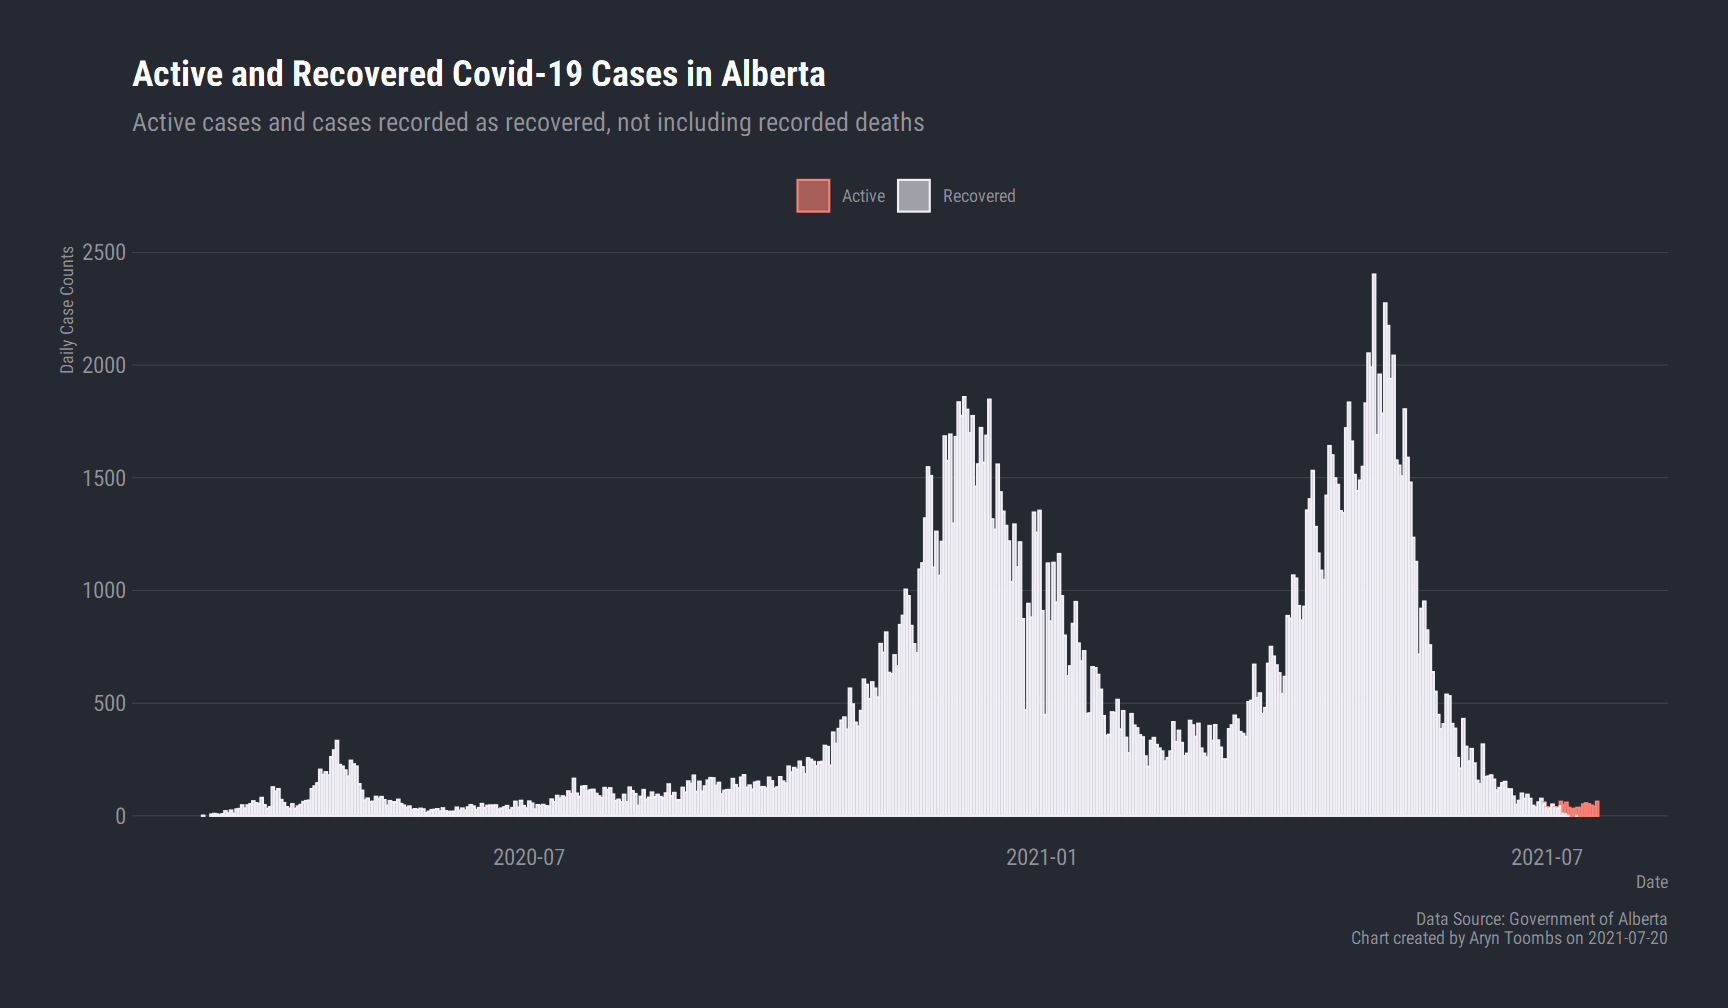 Active and Recovered Covid-19 Cases in Alberta
Active cases and cases recorded as recovered, not including recorded deaths
Active
Recovered
Daily Case Counts
2500
2000
1500
1000
500
0
2020-07
2021-01
2021-07
Date
Data Source: Government of Alberta
Chart created by Aryn Toombs on 2021-07-20